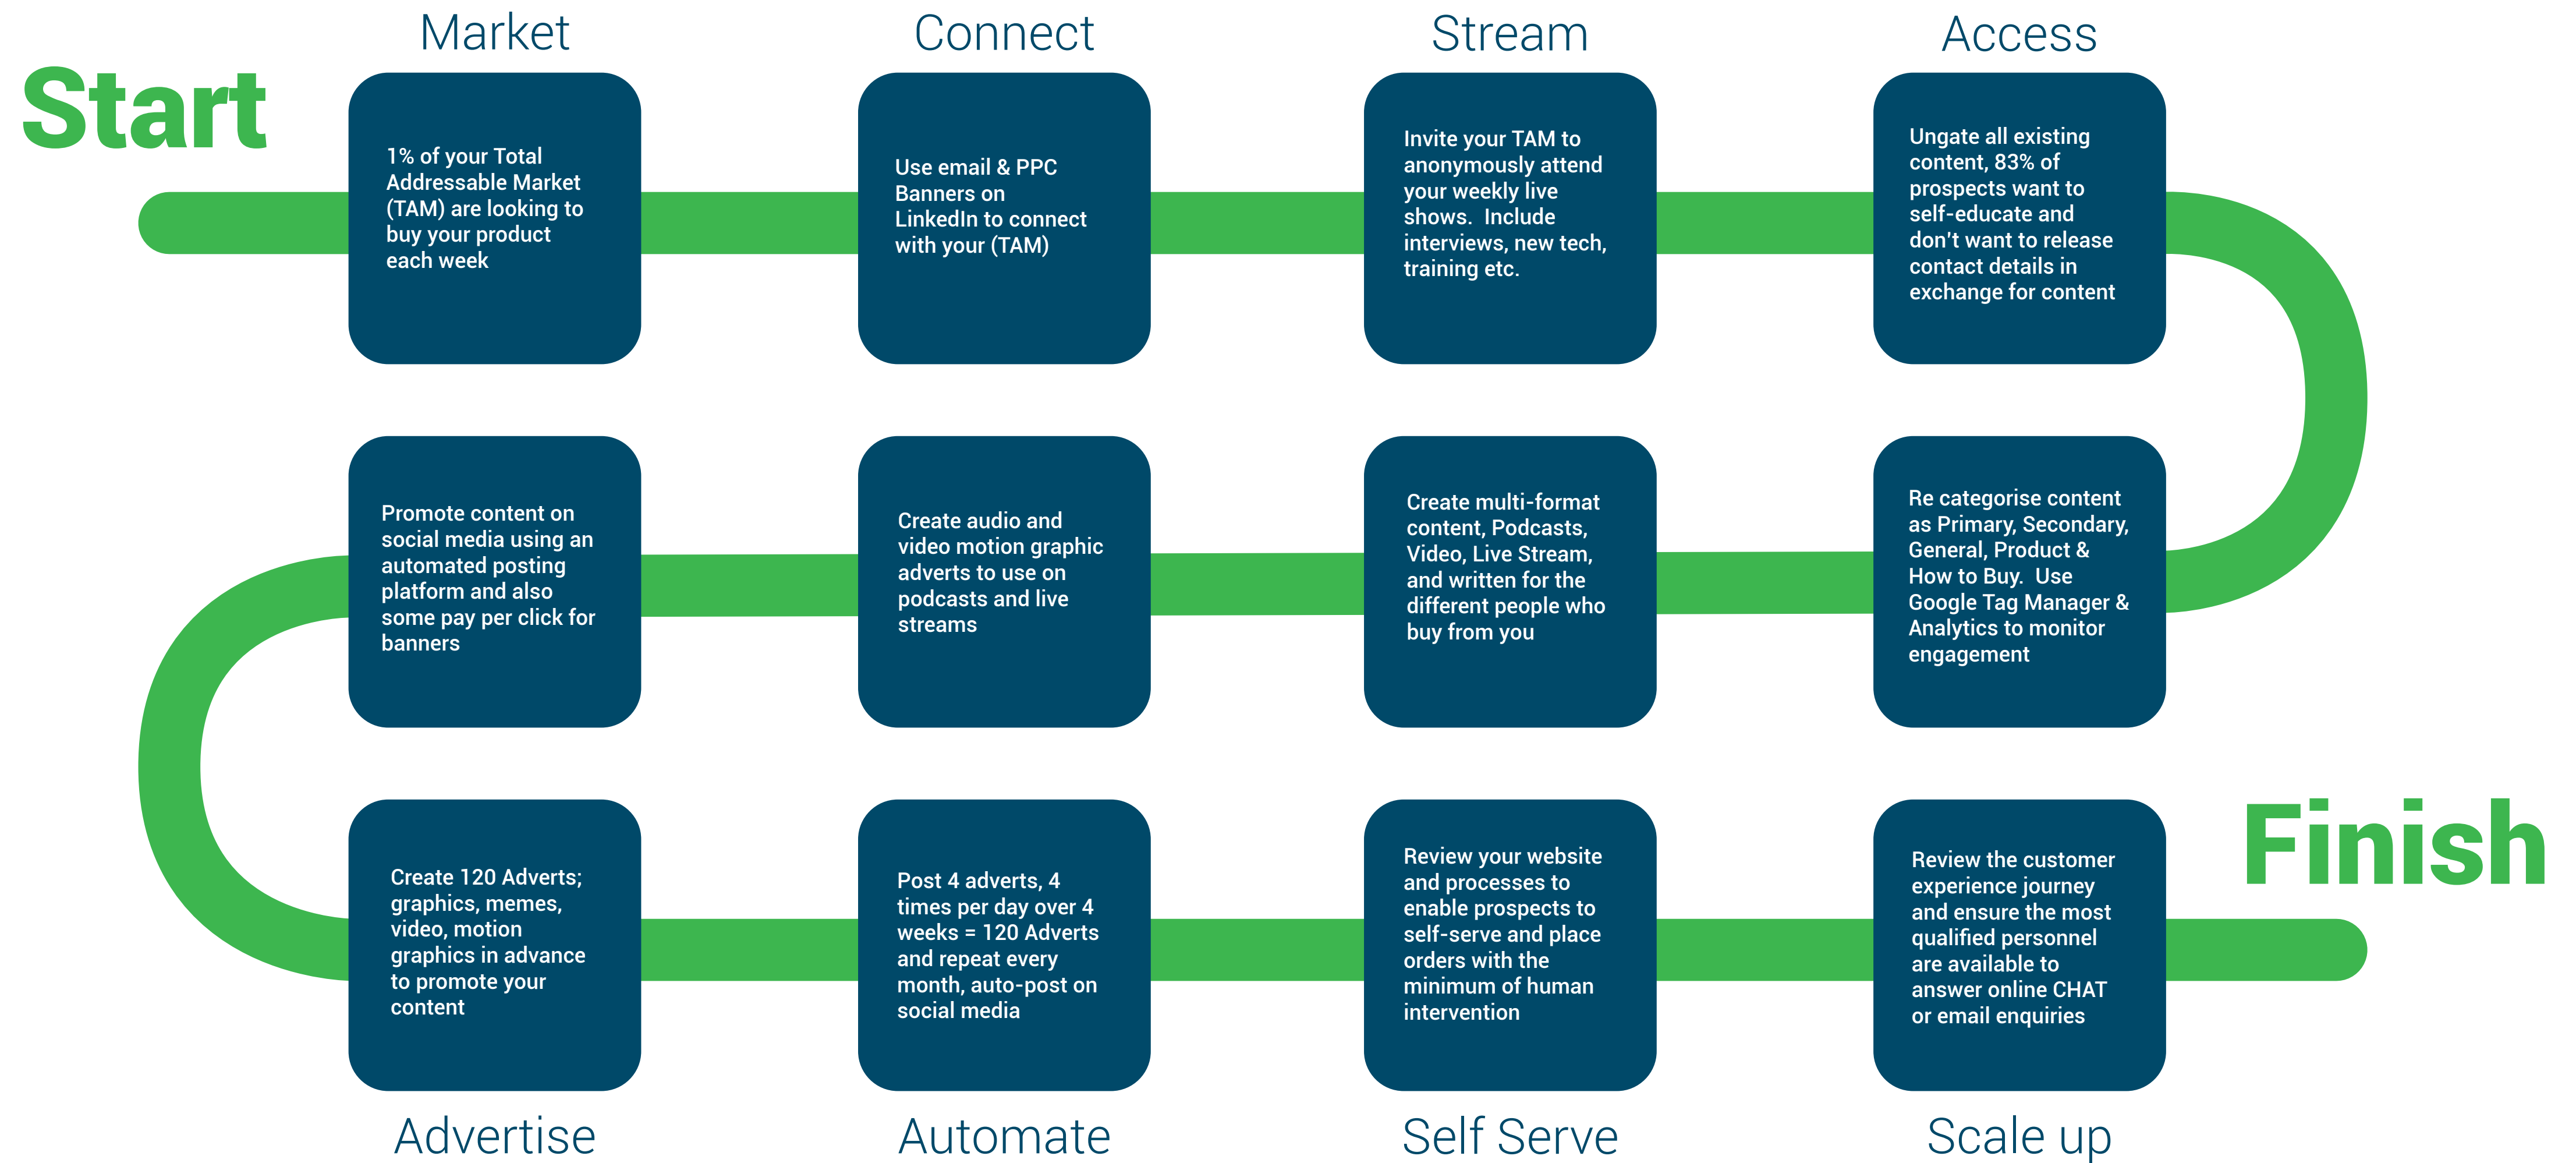 Start
Market
1% of your Total
Addressable Market
(TAM) are looking to
buy your product
each week
Connect
Use email & PPC
Banners on
LinkedIn to connect
with your (TAM)
Stream
Invite your TAM to
anonymously attend
your weekly live
shows.  Include
interviews, new tech,
training etc.
Access
Ungate all existing
content, 83% of
prospects want to
self-educate and
don't want to release
contact details in
exchange for content
Re categorise content
as Primary, Secondary,
General, Product &
How to Buy.  Use
Google Tag Manager &
Analytics to monitor
engagement
Create multi-format
content, Podcasts,
Video, Live Stream,
and written for the
different people who
buy from you
Create audio and
video motion graphic
adverts to use on
podcasts and live
streams
Promote content on
social media using an
automated posting
platform and also
some pay per click for
banners
Create 120 Adverts;
graphics, memes,
video, motion
graphics in advance
to promote your
content
Advertise
Post 4 adverts, 4
times per day over 4
weeks = 120 Adverts
and repeat every
month, auto-post on
social media
Automate
Review your website
and processes to
enable prospects to
self-serve and place
orders with the
minimum of human
intervention
Self Serve
Review the customer
experience journey
and ensure the most
qualified personnel
are available to
answer online CHAT
or email enquiries
Scale up
Finish